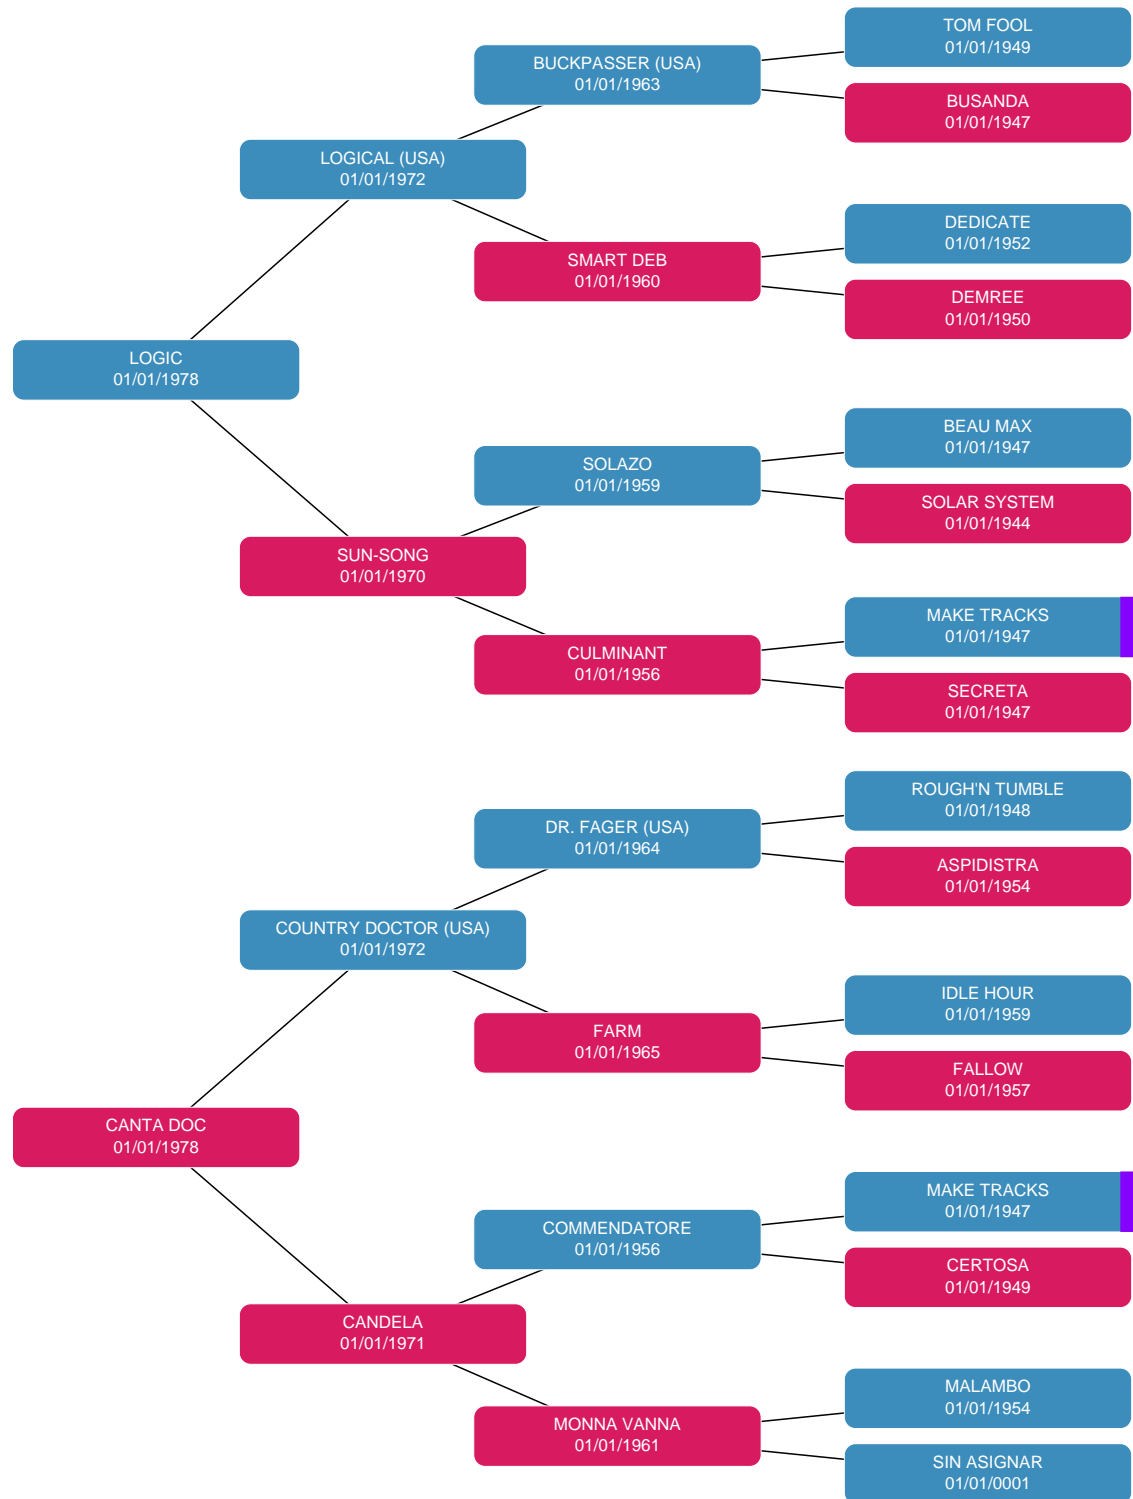 TOM FOOL
01/01/1949
BUCKPASSER (USA)
01/01/1963
BUSANDA
01/01/1947
LOGICAL (USA)
01/01/1972
DEDICATE
01/01/1952
SMART DEB
01/01/1960
DEMREE
01/01/1950
LOGIC
01/01/1978
BEAU MAX
01/01/1947
SOLAZO
01/01/1959
SOLAR SYSTEM
01/01/1944
SUN-SONG
01/01/1970
MAKE TRACKS
01/01/1947
CULMINANT
01/01/1956
SECRETA
01/01/1947
ROUGH'N TUMBLE
01/01/1948
DR. FAGER (USA)
01/01/1964
ASPIDISTRA
01/01/1954
COUNTRY DOCTOR (USA)
01/01/1972
IDLE HOUR
01/01/1959
FARM
01/01/1965
FALLOW
01/01/1957
CANTA DOC
01/01/1978
MAKE TRACKS
01/01/1947
COMMENDATORE
01/01/1956
CERTOSA
01/01/1949
CANDELA
01/01/1971
MALAMBO
01/01/1954
MONNA VANNA
01/01/1961
SIN ASIGNAR
01/01/0001